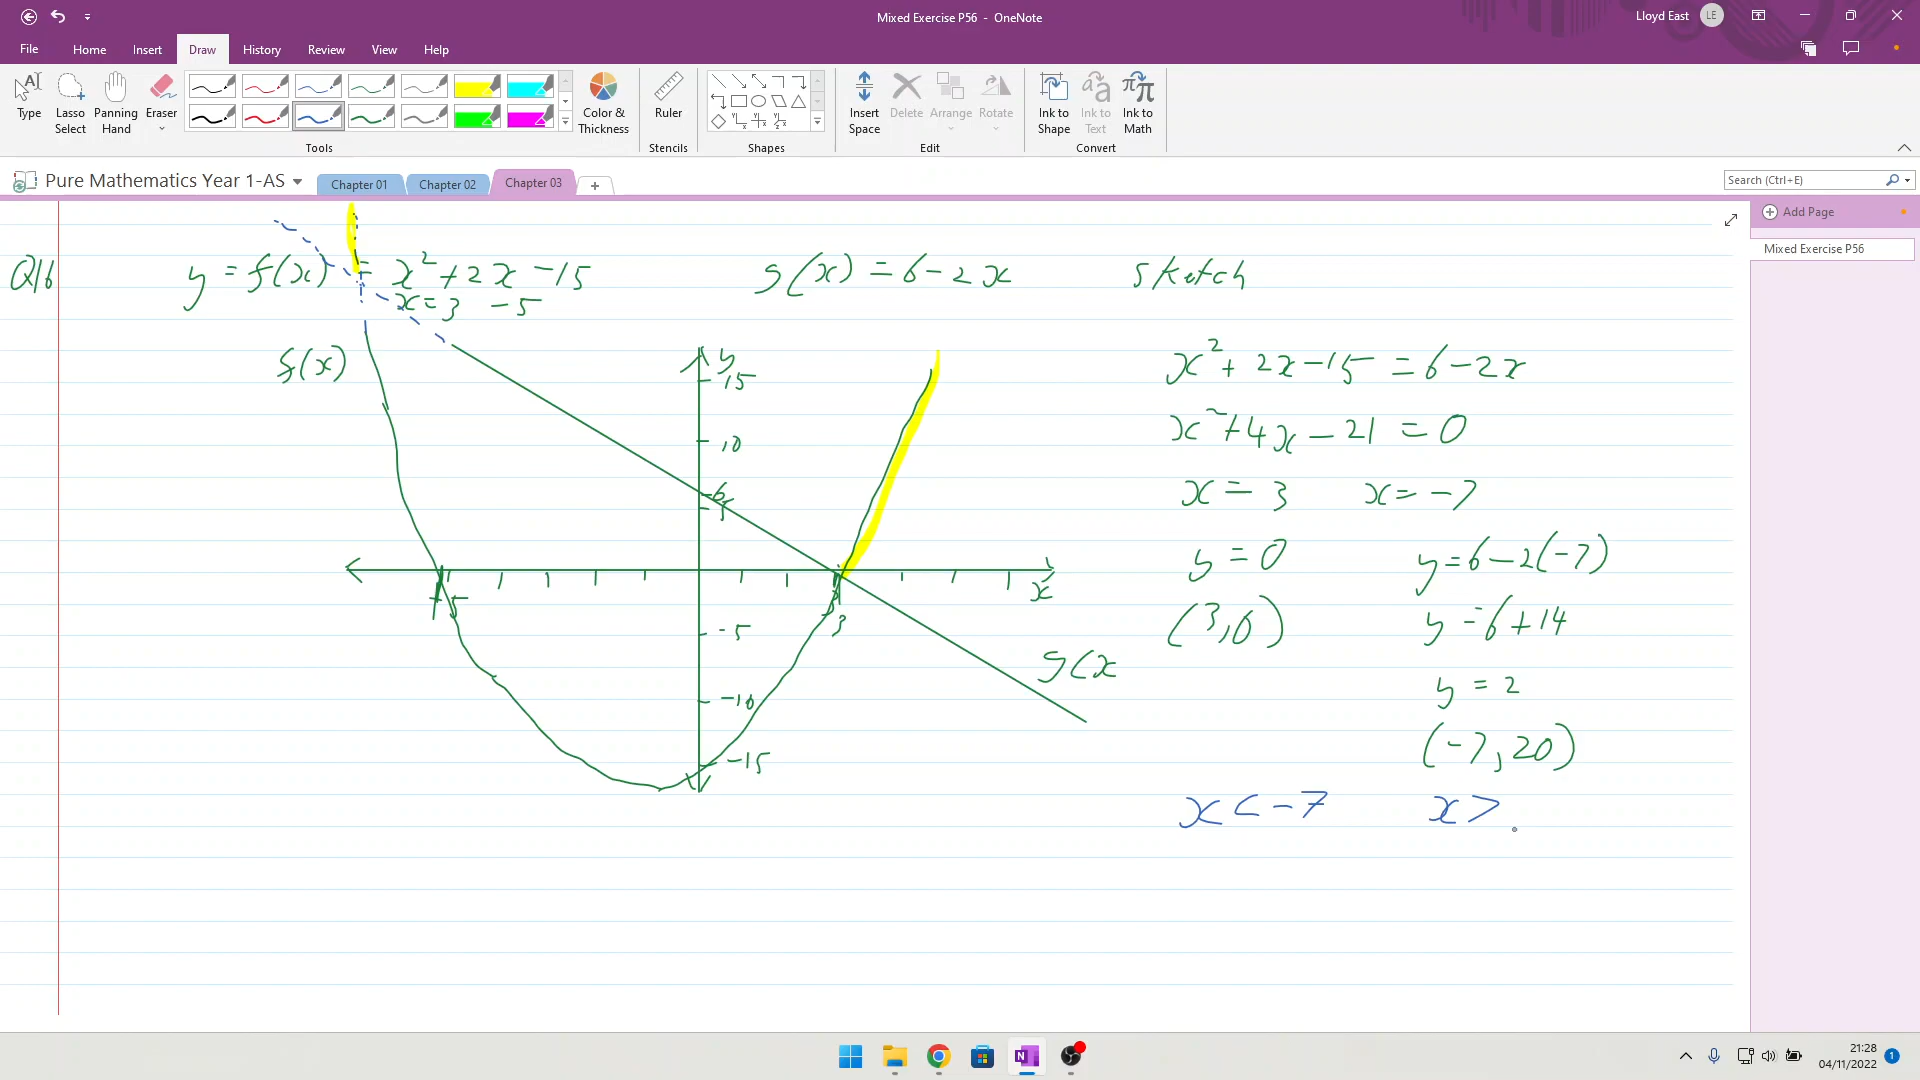 Mixed Exercise P56 - OneNote
Lloyd East LE
File Home Insert Draw History Review View Help
Type
Lasso Select
Panning Hand
Eraser
Color & Thickness
Ruler
Insert Space
Delete
Arrange
Rotate
Ink to Shape
Ink to Text
Ink to Math
Tools Stencils Shapes Edit Convert
Pure Mathematics Year 1-AS Chapter 01 Chapter 02 Chapter 03 +
Search (Ctrl+E)
Add Page
Mixed Exercise P56
Q16 y = f(x) = x² + 2x - 15 g(x) = 6 - 2x sketch
x = 3 -5
f(x)
y
15
10
6
5
-5
3
3
x
-5
-10
-15
g(x
x² + 2x - 15 = 6 - 2x
x² + 4x - 21 = 0
x = 3 x = -7
y = 0 y = 6 - 2(-7)
(3, 0) y = 6 + 14
y = 2
(-7, 20)
x < -7 x >
21:28
04/11/2022
1